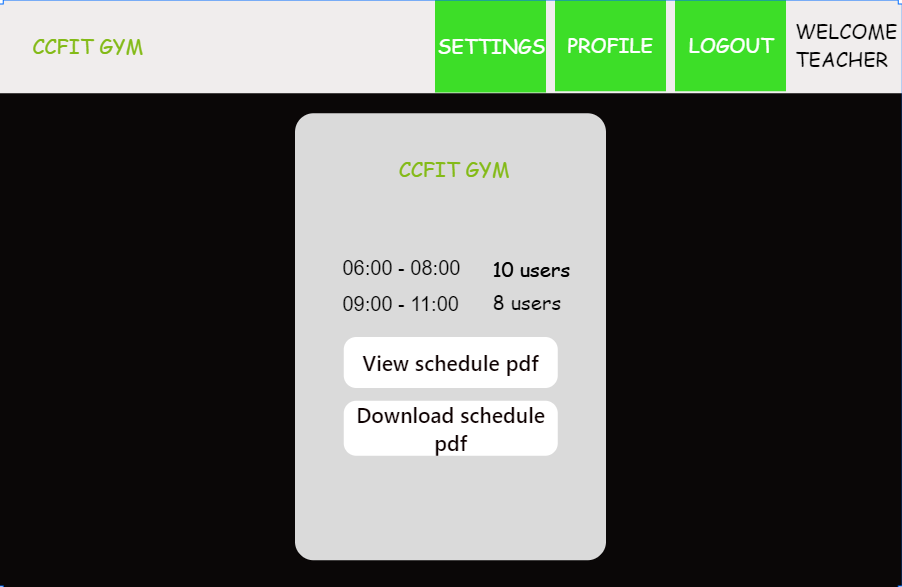 CCFIT GYM
SETTINGS
PROFILE
LOGOUT
WELCOME
TEACHER
CCFIT GYM
06:00 - 08:00 10 users
09:00 - 11:00 8 users
View schedule pdf
Download schedule
pdf